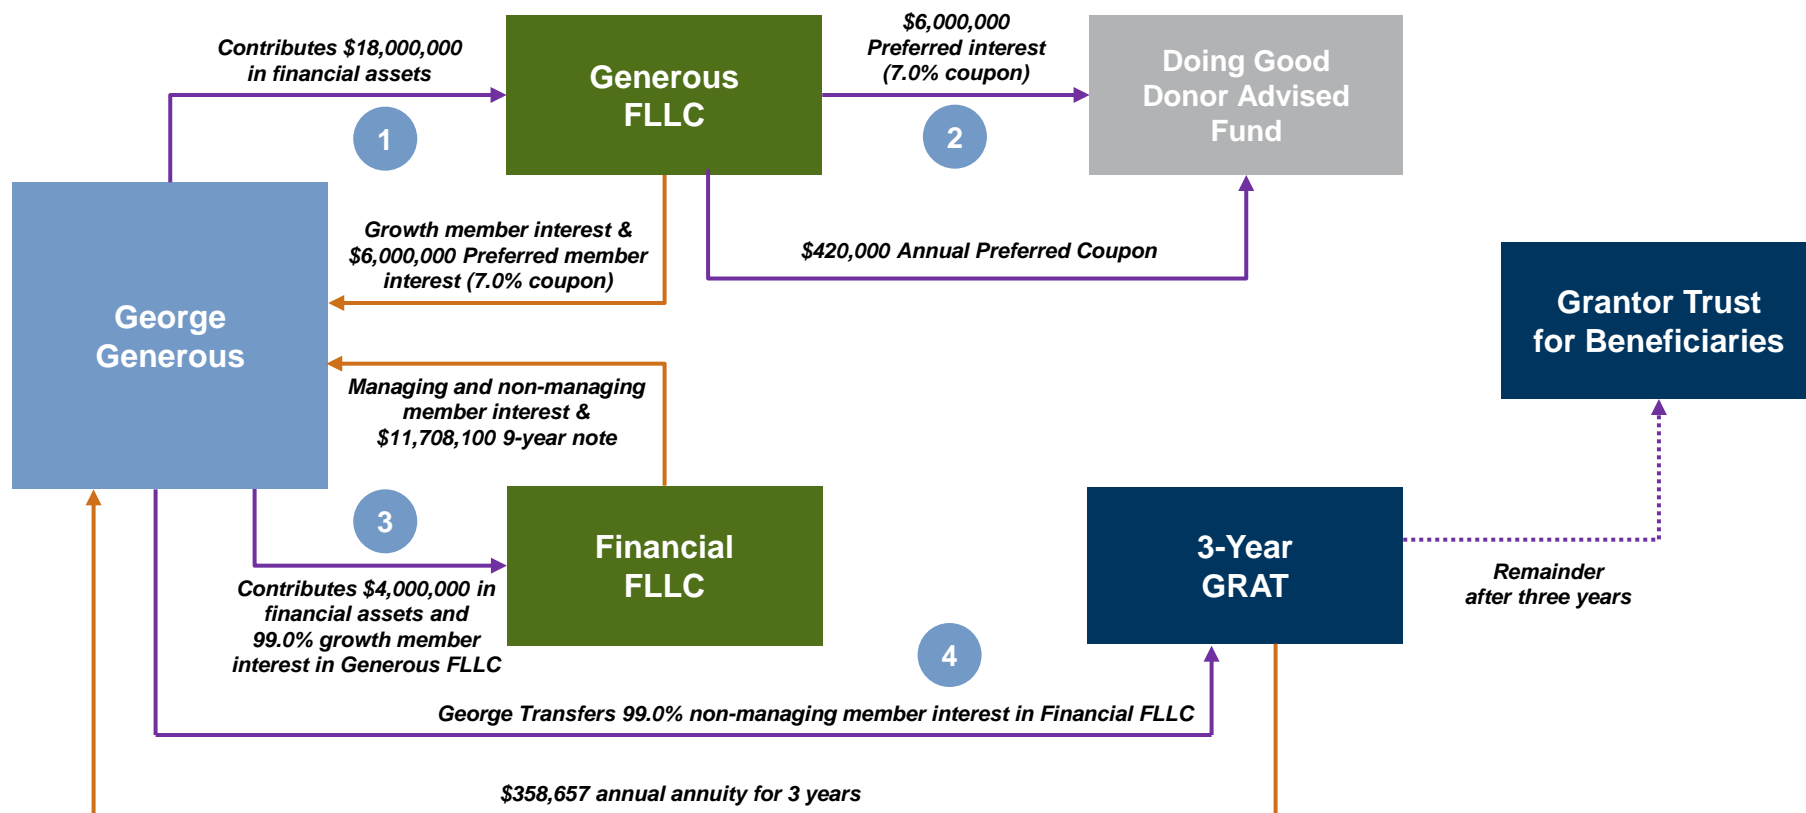 Contributes $18,000,000
in financial assets
1
Generous
FLLC
$6,000,000
Preferred interest
(7.0% coupon)
2
Doing Good
Donor Advised
Fund
Growth member interest &
$6,000,000 Preferred member
interest (7.0% coupon)
$420,000 Annual Preferred Coupon
George
Generous
Grantor Trust
for Beneficiaries
Managing and non-managing
member interest &
$11,708,100 9-year note
3
Financial
FLLC
3-Year
GRAT
Contributes $4,000,000 in
financial assets and
99.0% growth member
interest in Generous FLLC
Remainder
after three years
4
George Transfers 99.0% non-managing member interest in Financial FLLC
$358,657 annual annuity for 3 years